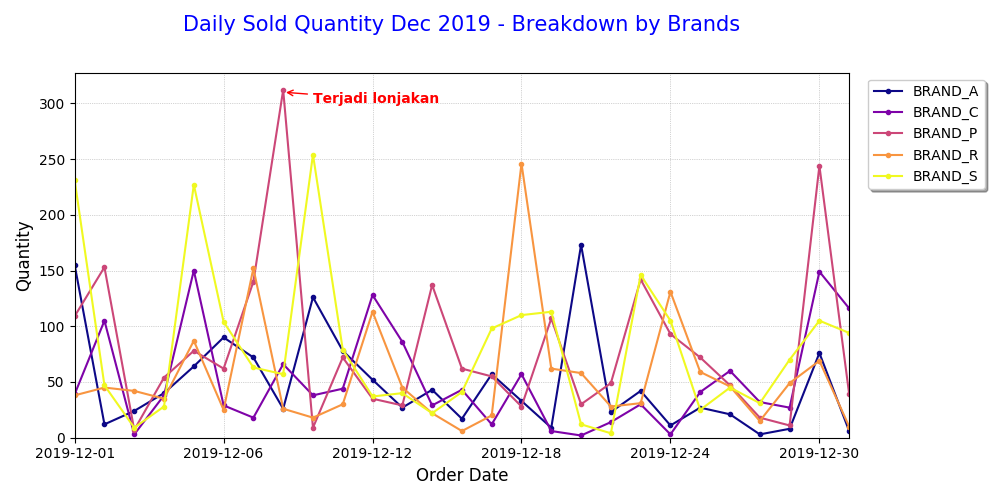 Daily Sold Quantity Dec 2019 - Breakdown by Brands
Terjadi lonjakan
BRAND_A
BRAND_C
BRAND_P
BRAND_R
BRAND_S
Quantity
300
250
200
150
100
50
0
2019-12-01
2019-12-06
2019-12-12
2019-12-18
2019-12-24
2019-12-30
Order Date